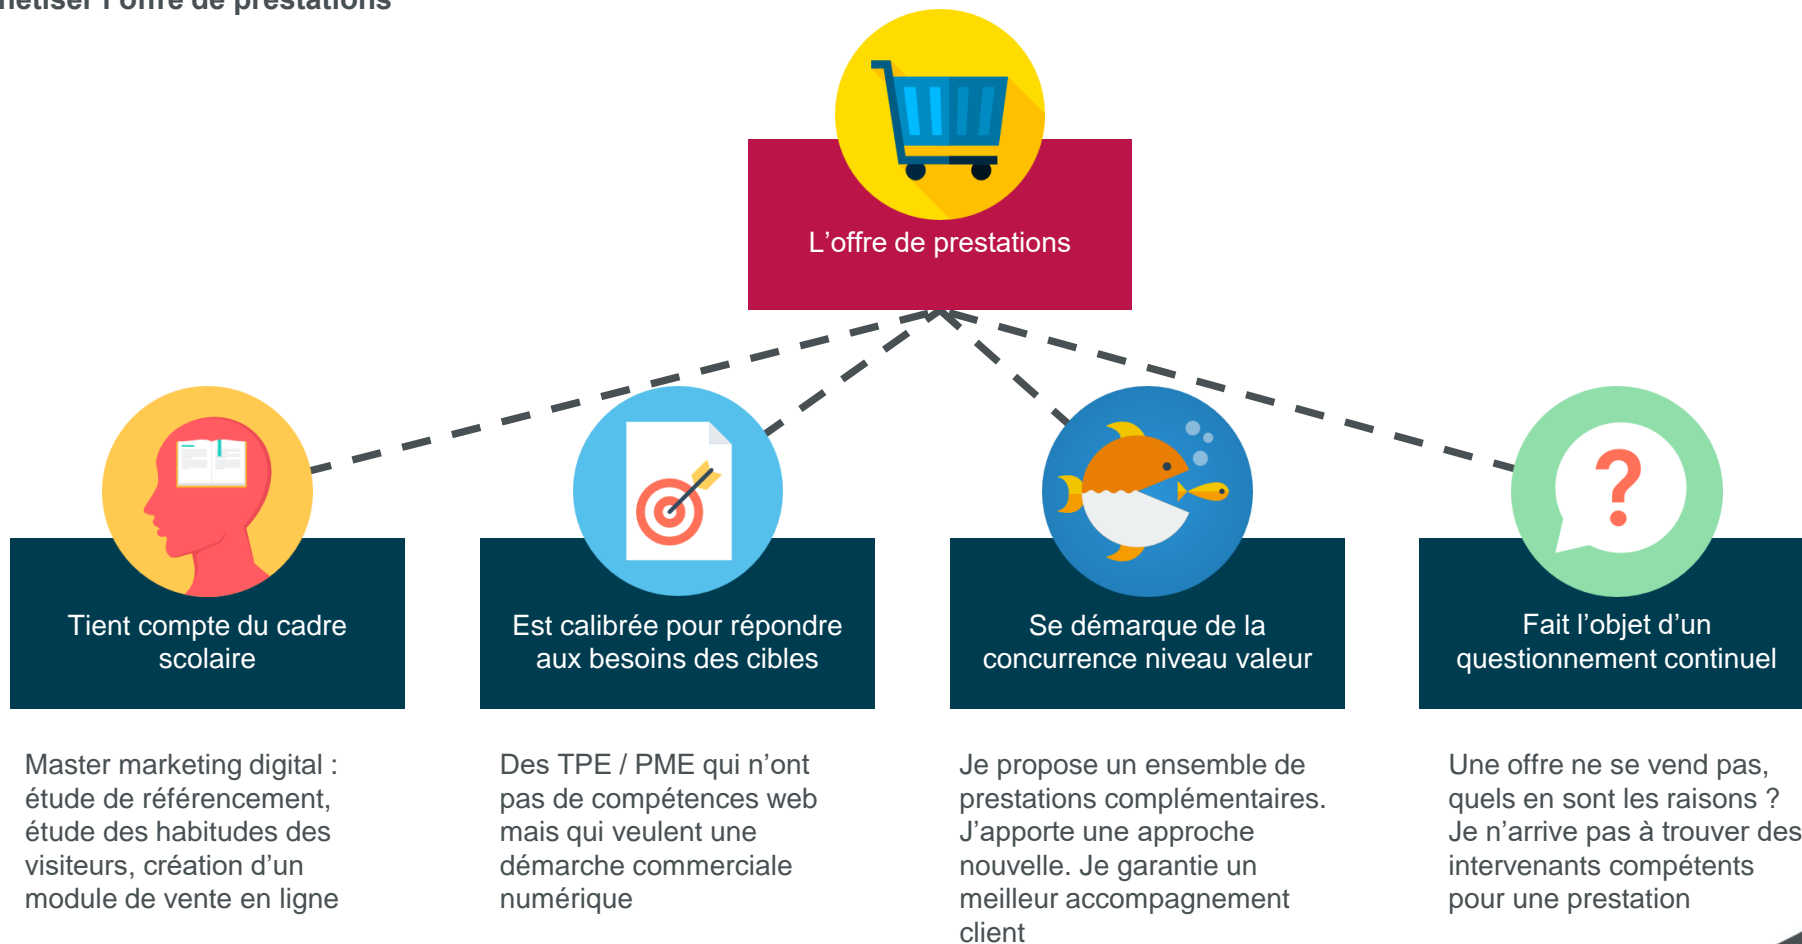 l'offre de prestations
L'offre de prestations
Tient compte du cadre
scolaire
Est calibrée pour répondre
aux besoins des cibles
Se démarque de la
concurrence niveau valeur
Fait l'objet d'un
questionnement continuel
Master marketing digital :
étude de référencement,
étude des habitudes des
visiteurs, création d'un
module de vente en ligne
Des TPE / PME qui n'ont
pas de compétences web
mais qui veulent une
démarche commerciale
numérique
Je propose un ensemble de
prestations complémentaires.
J'apporte une approche
nouvelle. Je garantie un
meilleur accompagnement
client
Une offre ne se vend pas,
quels en sont les raisons ?
Je n'arrive pas à trouver des
intervenants compétents
pour une prestation